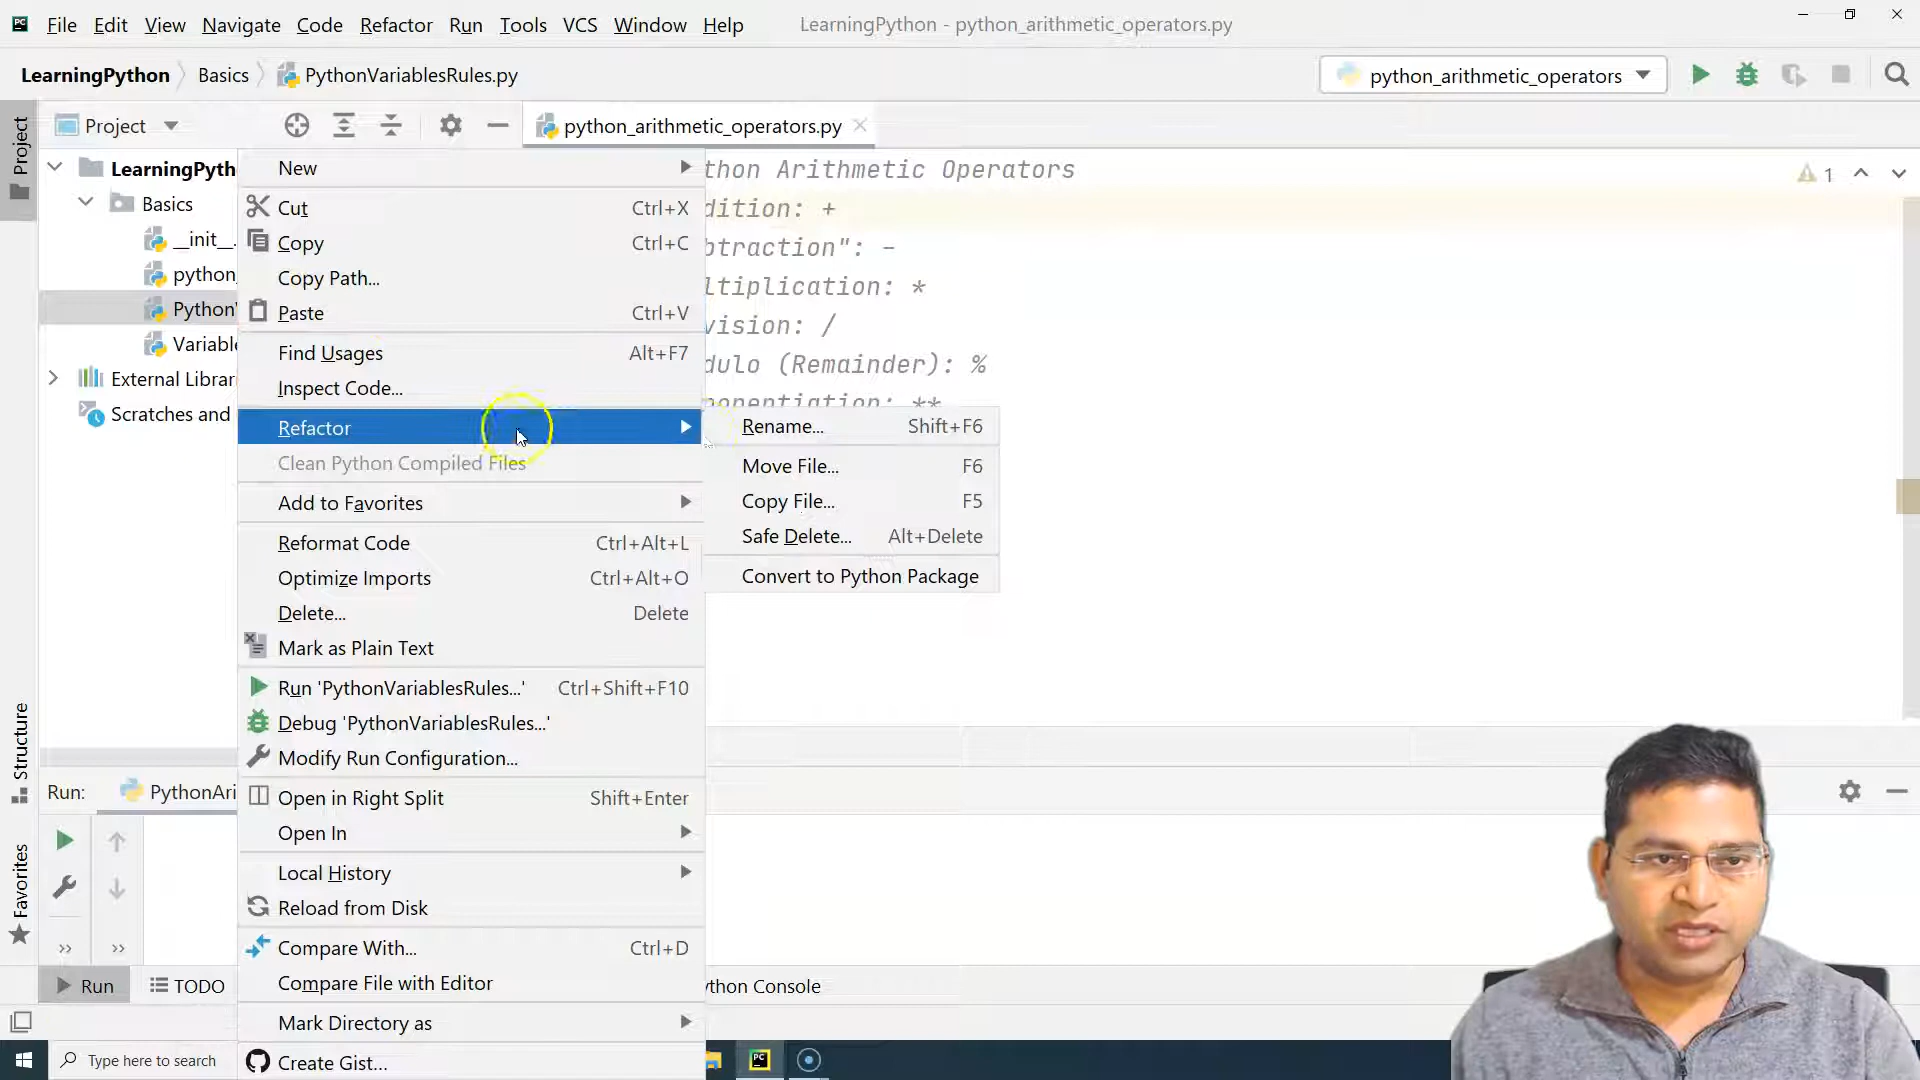 File Edit View Navigate Code Refactor Run Tools VCS Window Help LearningPython - python_arithmetic_operators.py
LearningPython Basics PythonVariablesRules.py python_arithmetic_operators
Project python_arithmetic_operators.py
Project
Structure
Favorites
LearningPyth
Basics
__init__.
python_
PythonV
Variable
External Librar
Scratches and
New
Cut Ctrl+X
Copy Ctrl+C
Copy Path...
Paste Ctrl+V
Find Usages Alt+F7
Inspect Code...
Refactor
Clean Python Compiled Files
Add to Favorites
Reformat Code Ctrl+Alt+L
Optimize Imports Ctrl+Alt+O
Delete... Delete
Mark as Plain Text
Run 'PythonVariablesRules...' Ctrl+Shift+F10
Debug 'PythonVariablesRules...'
Modify Run Configuration...
Open in Right Split Shift+Enter
Open In
Local History
Reload from Disk
Compare With... Ctrl+D
Compare File with Editor
Mark Directory as
Create Gist...
Rename... Shift+F6
Move File... F6
Copy File... F5
Safe Delete... Alt+Delete
Convert to Python Package
thon Arithmetic Operators
dition: +
btraction": -
ltiplication: *
vision: /
dulo (Remainder): %
ponentiation: **
1
Run: PythonAri
Run TODO ython Console
Type here to search